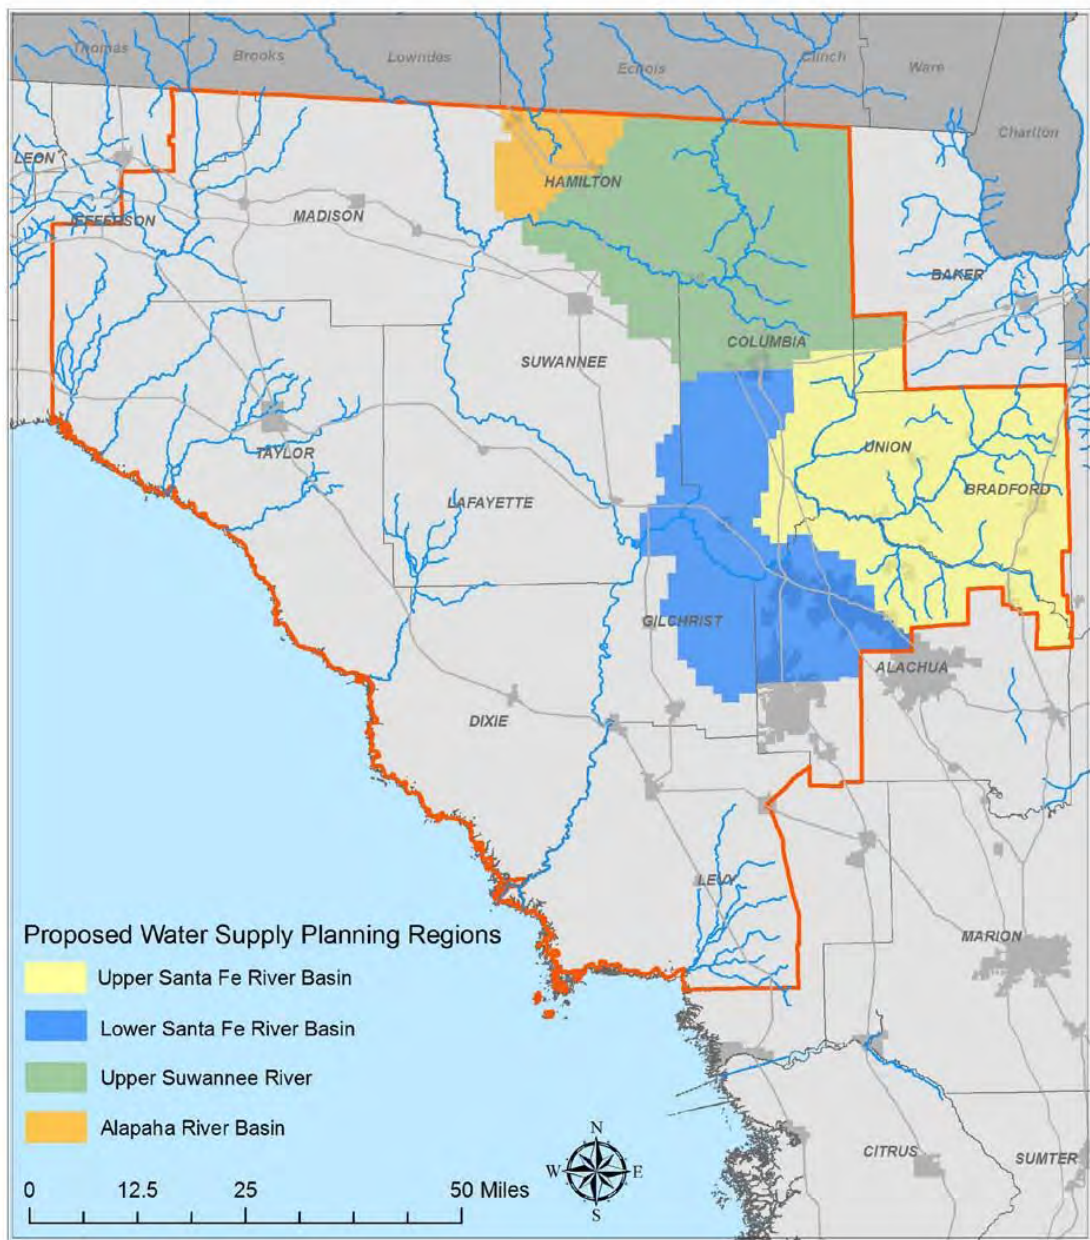 Thomas
Brooks
Lowndes
Echols
Clinch
Ware
Charlton
LEON
JEFFERSON
MADISON
HAMILTON
BAKER
COLUMBIA
SUWANNEE
TAYLOR
LAFAYETTE
UNION
BRADFORD
GILCHRIST
ALACHUA
DIXIE
LEVY
MARION
CITRUS
SUMTER
Proposed Water Supply Planning Regions
Upper Santa Fe River Basin
Lower Santa Fe River Basin
Upper Suwannee River
Alapaha River Basin
N
W E
S
0 12.5 25 50 Miles